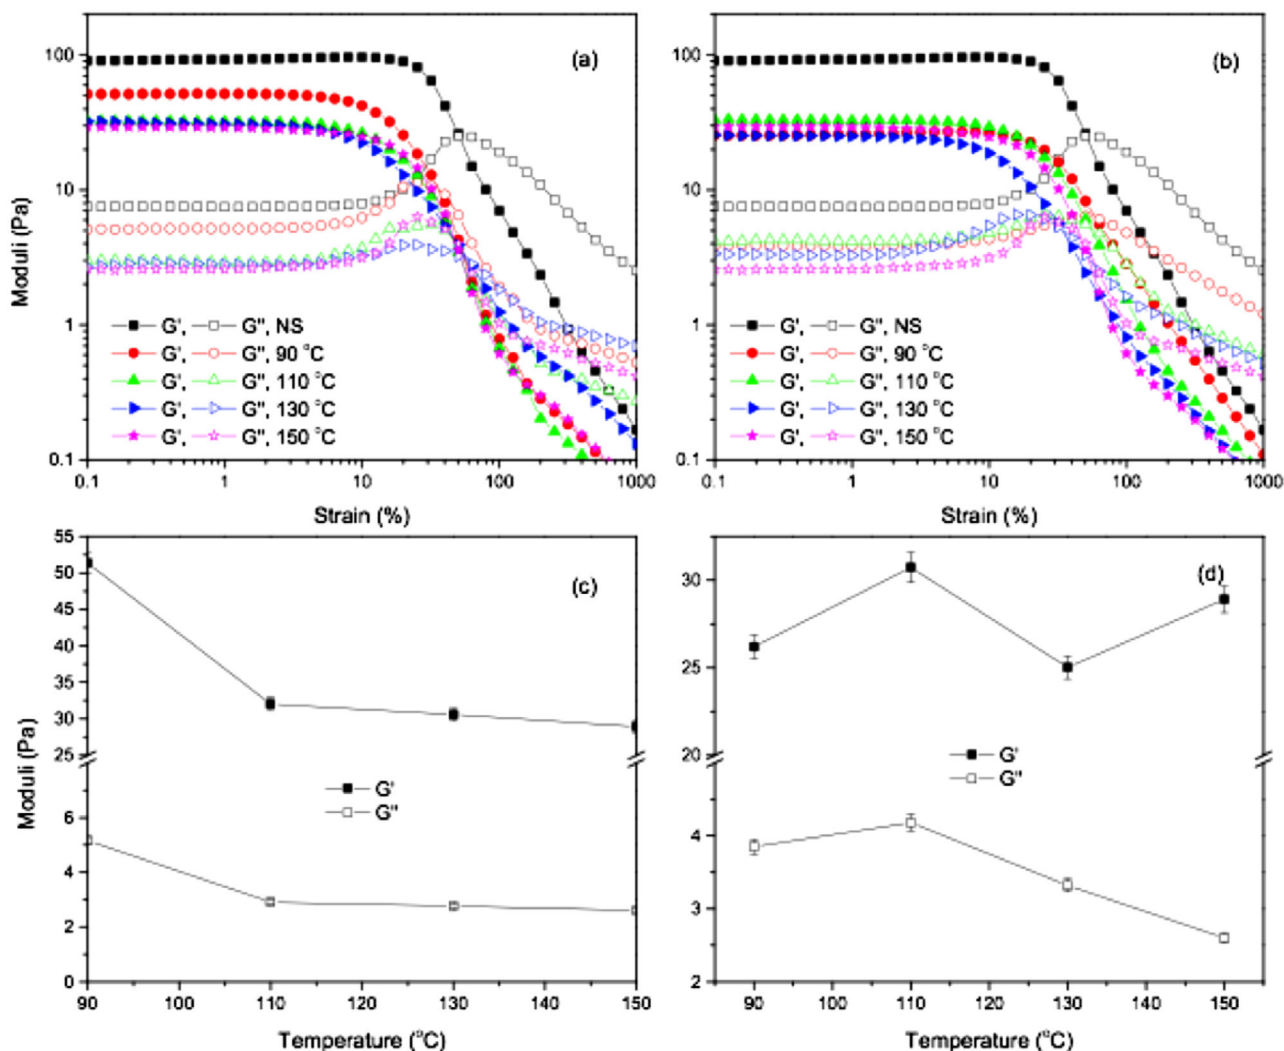 (a)
100
10
1
0.1
Moduli (Pa)
G', G'', NS
G', G'', 90 °C
G', G'', 110 °C
G', G'', 130 °C
G', G'', 150 °C
0.1 1 10 100 1000
Strain (%)
(b)
100
10
1
0.1
G', G'', NS
G', G'', 90 °C
G', G'', 110 °C
G', G'', 130 °C
G', G'', 150 °C
0.1 1 10 100 1000
Strain (%)
(c)
55
50
45
40
35
30
25
6
4
2
0
Moduli (Pa)
G'
G''
90 100 110 120 130 140 150
Temperature (°C)
(d)
30
25
20
4
3
2
G'
G''
90 100 110 120 130 140 150
Temperature (°C)